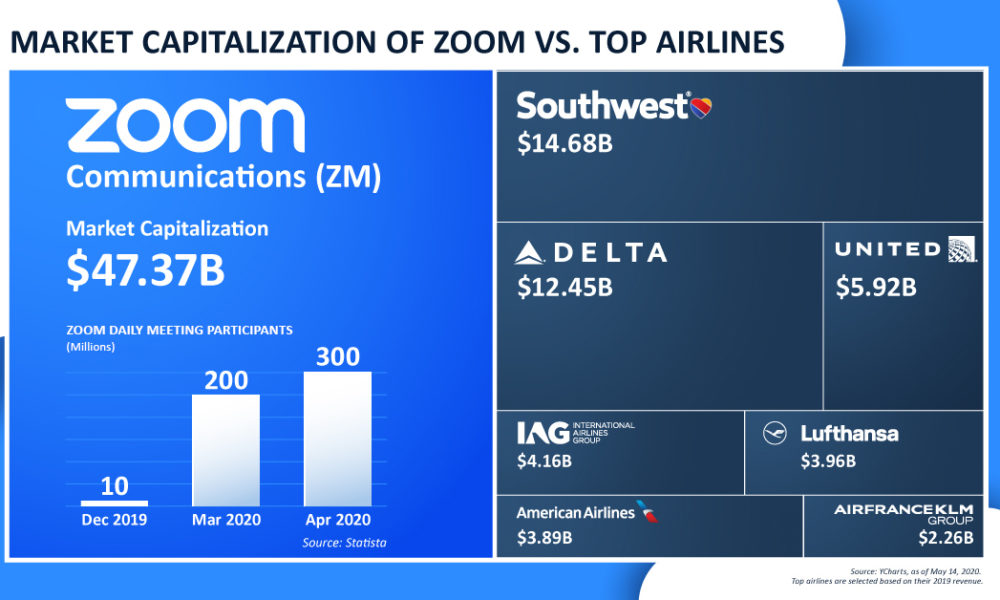 MARKET CAPITALIZATION OF ZOOM VS. TOP AIRLINES
zoom
Communications (ZM)
Market Capitalization
$47.37B
ZOOM DAILY MEETING PARTICIPANTS
(Millions)
10
200
300
Dec 2019
Mar 2020
Apr 2020
Source: Statista
Southwest®
$14.68B
DELTA
$12.45B
UNITED
$5.92B
IAG INTERNATIONAL
AIRLINES
GROUP
$4.16B
Lufthansa
$3.96B
American Airlines
$3.89B
AIRFRANCEKLM
GROUP
$2.26B
Source: YCharts, as of May 14, 2020.
Top airlines are selected based on their 2019 revenue.